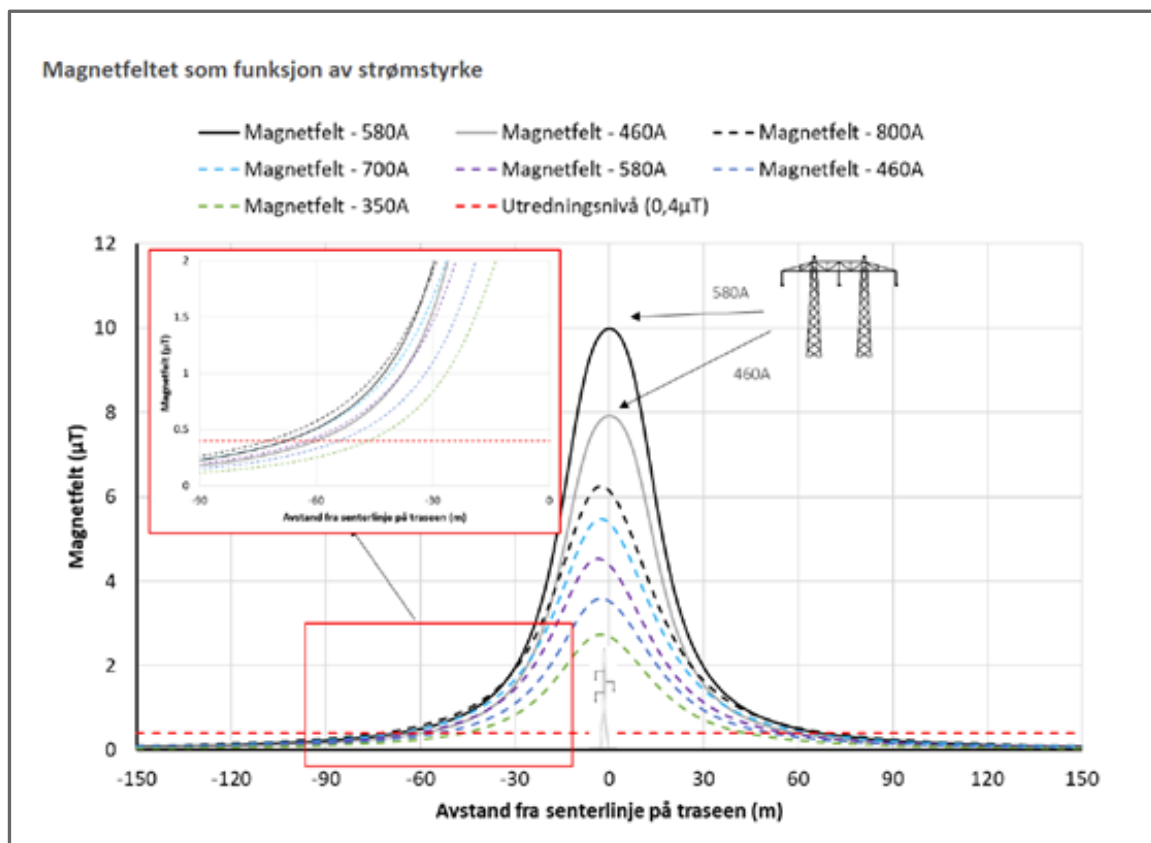 Magnetfeltet som funksjon av strømstyrke
Magnetfelt - 580A Magnetfelt - 460A Magnetfelt - 800A
Magnetfelt - 700A Magnetfelt - 580A Magnetfelt - 460A
Magnetfelt - 350A Utredningsnivå (0,4µT)
Magnetfelt (µT)
12
10
8
6
4
2
0
Magnetfelt (µT)
2
1.5
1
0.5
0
-90 -60 -30 0
Avstand fra senterlinje på traseen (m)
580A
460A
-150 -120 -90 -60 -30 0 30 60 90 120 150
Avstand fra senterlinje på traseen (m)